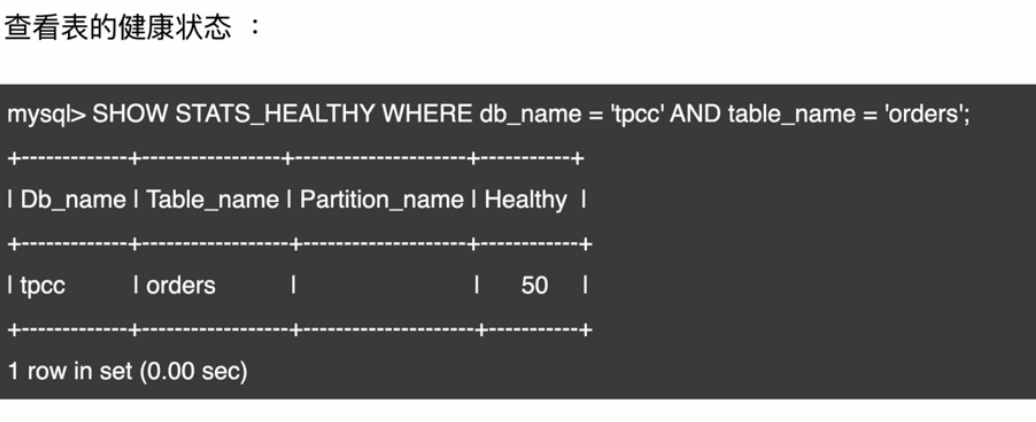 查看表的健康状态 ：
mysql> SHOW STATS_HEALTHY WHERE db_name = 'tpcc' AND table_name = 'orders';
+-------------+-----------------+---------------------+-----------+
| Db_name | Table_name | Partition_name | Healthy |
+-------------+------------------+--------------------+------------+
| tpcc | orders | | 50 |
+-------------+------------------+---------------------+-----------+
1 row in set (0.00 sec)